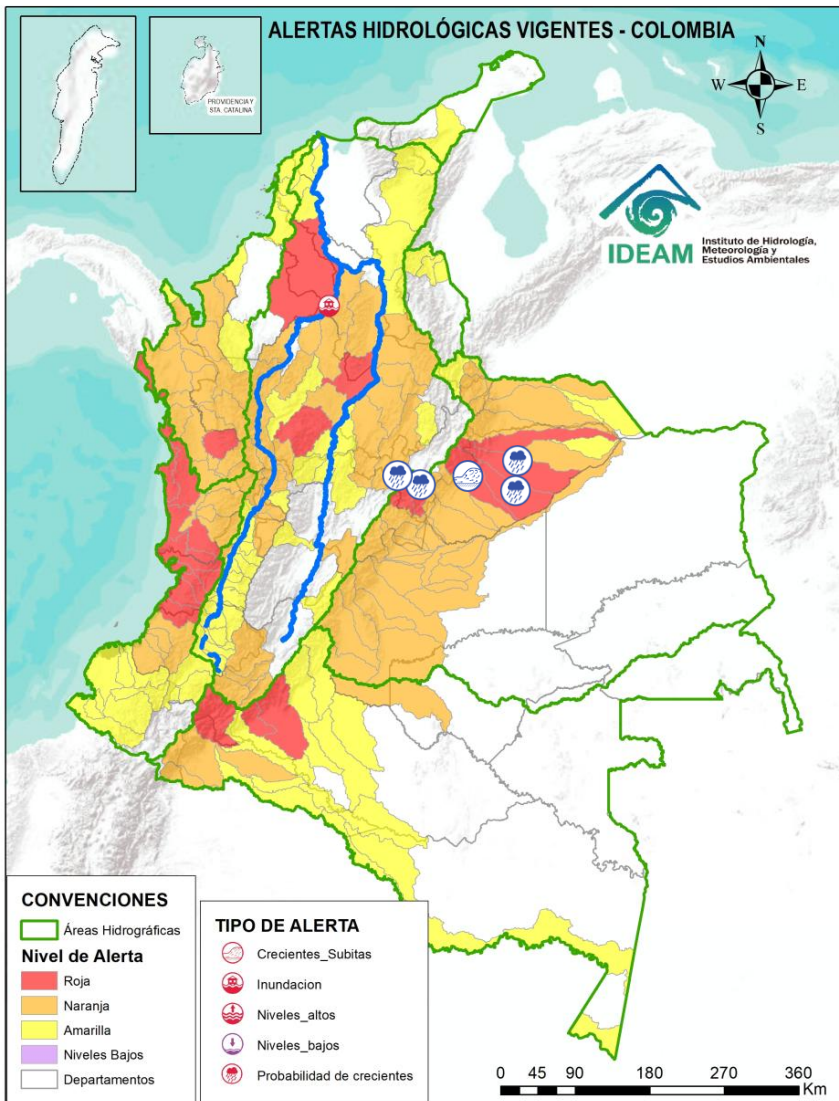 ALERTAS HIDROLÓGICAS VIGENTES - COLOMBIA
PROVIDENCIA Y
STA. CATALINA
N
W
E
S
IDEAM
Instituto de Hidrología,
Meteorología y
Estudios Ambientales
CONVENCIONES
Áreas Hidrográficas
Nivel de Alerta
Roja
Naranja
Amarilla
Niveles Bajos
Departamentos
TIPO DE ALERTA
Crecientes_Subitas
Inundacion
Niveles_altos
Niveles_bajos
Probabilidad de crecientes
0 45 90 180 270 360
Km